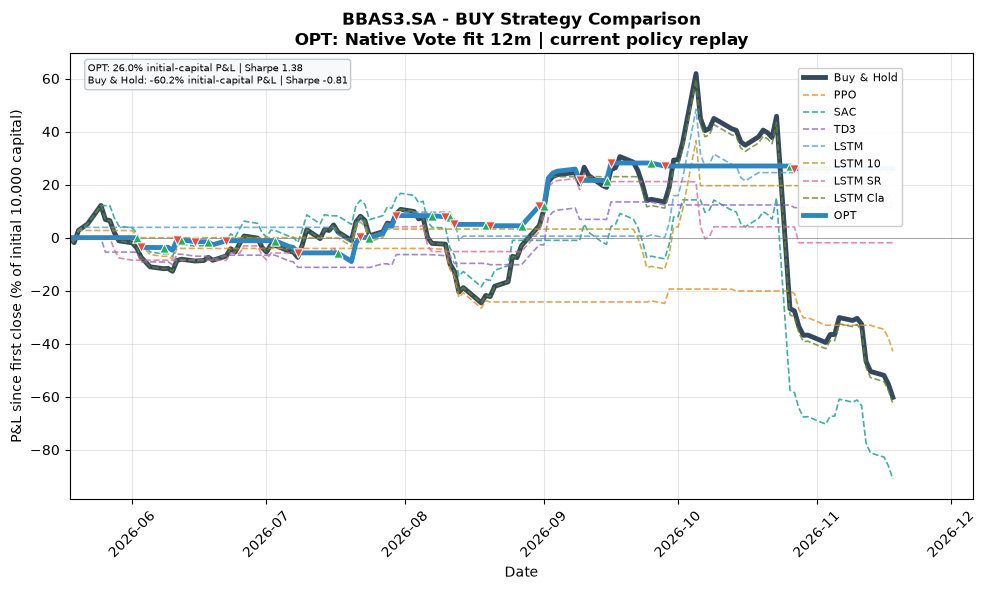 BBAS3.SA - BUY Strategy Comparison
OPT: Native Vote fit 12m | current policy replay
OPT: 26.0% initial-capital P&L | Sharpe 1.38
Buy & Hold: -60.2% initial-capital P&L | Sharpe -0.81
Buy & Hold
PPO
SAC
TD3
LSTM
LSTM 10
LSTM SR
LSTM Cla
OPT
P&L since first close (% of initial 10,000 capital)
60
40
20
0
−20
−40
−60
−80
2026-06
2026-07
2026-08
2026-09
2026-10
2026-11
2026-12
Date